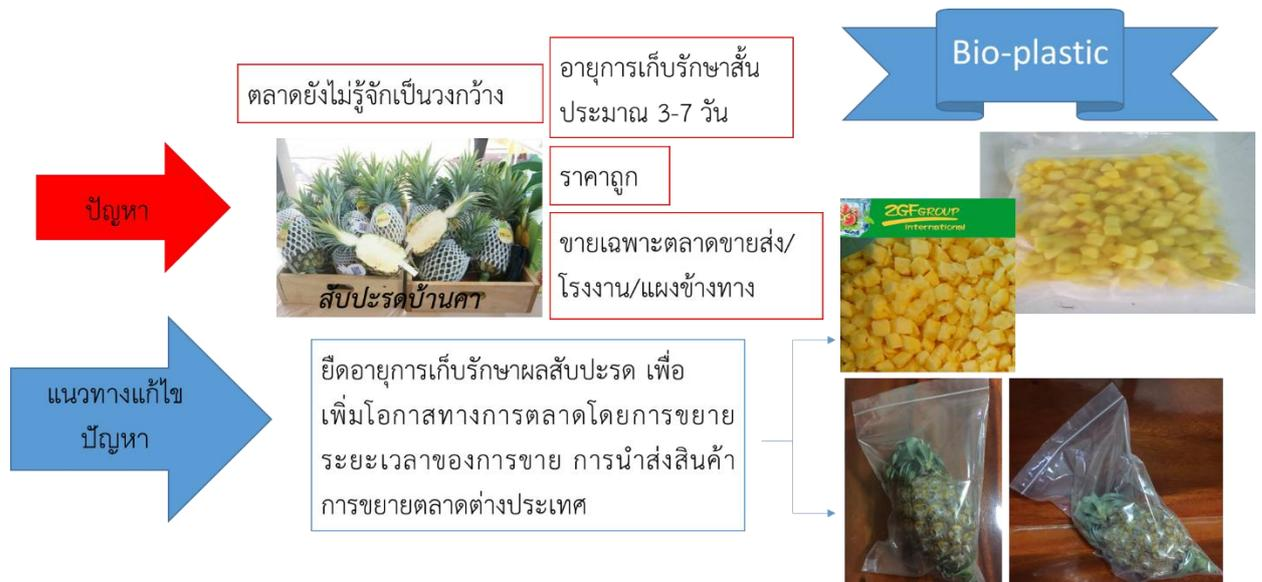 Bio-plastic
ตลาดยังไม่รู้จักเป็นวงกว้าง
อายุการเก็บรักษาสั้น
ประมาณ 3-7 วัน
ปัญหา
ราคาถูก
ขายเฉพาะตลาดขายส่ง/
โรงงาน/แผงข้างทาง
สับปะรดบ้านคา
2GFGROUP
International
แนวทางแก้ไข
ปัญหา
ยืดอายุการเก็บรักษาผลสับปะรด เพื่อ
เพิ่มโอกาสทางการตลาดโดยการขยาย
ระยะเวลาของการขาย การนำส่งสินค้า
การขยายตลาดต่างประเทศ